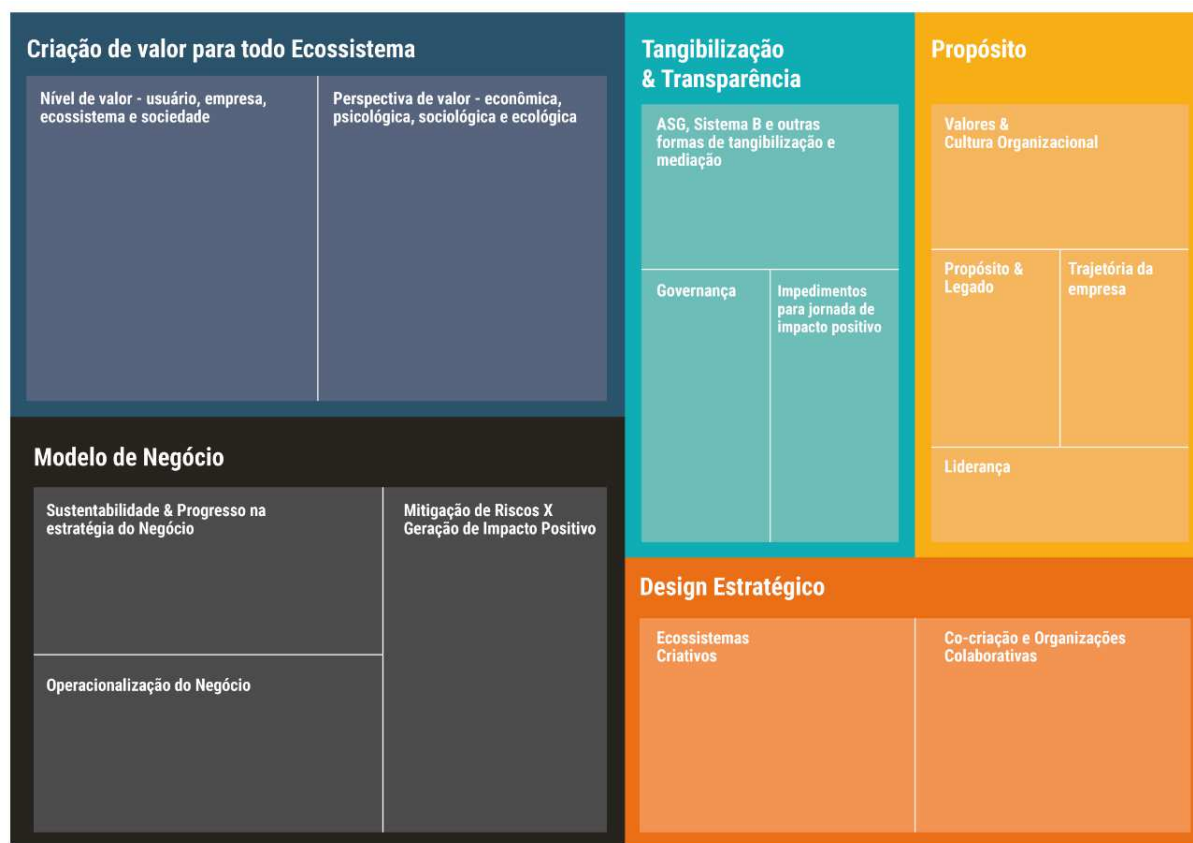 Criação de valor para todo Ecossistema
Nível de valor - usuário, empresa,
ecossistema e sociedade
Perspectiva de valor - econômica,
psicológica, sociológica e ecológica
Tangibilização
& Transparência
ASG, Sistema B e outras
formas de tangibilização e
mediação
Governança
Impedimentos
para jornada de
impacto positivo
Propósito
Valores &
Cultura Organizacional
Propósito &
Legado
Trajetória da
empresa
Liderança
Modelo de Negócio
Sustentabilidade & Progresso na
estratégia do Negócio
Mitigação de Riscos X
Geração de Impacto Positivo
Operacionalização do Negócio
Design Estratégico
Ecossistemas
Criativos
Co-criação e Organizações
Colaborativas